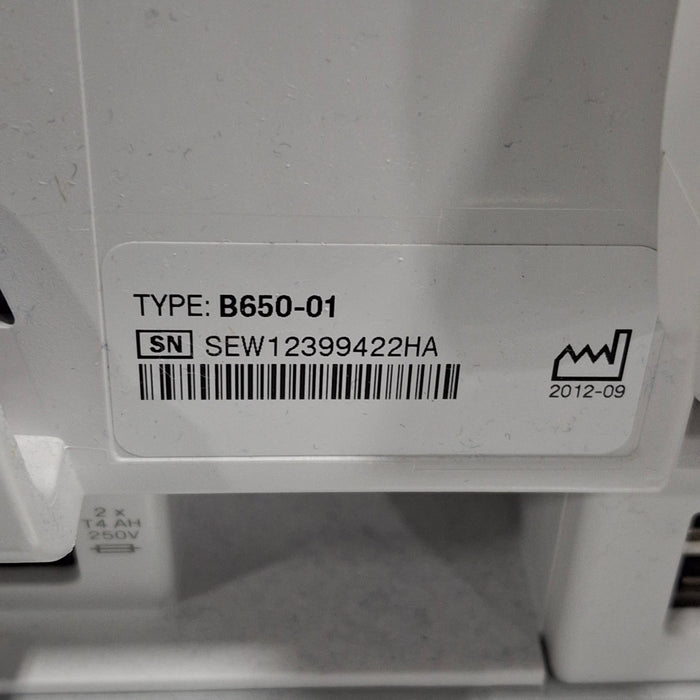 TYPE: B650-01
SN SEW12399422HA
2012-09
2 x
T4 AH
250V